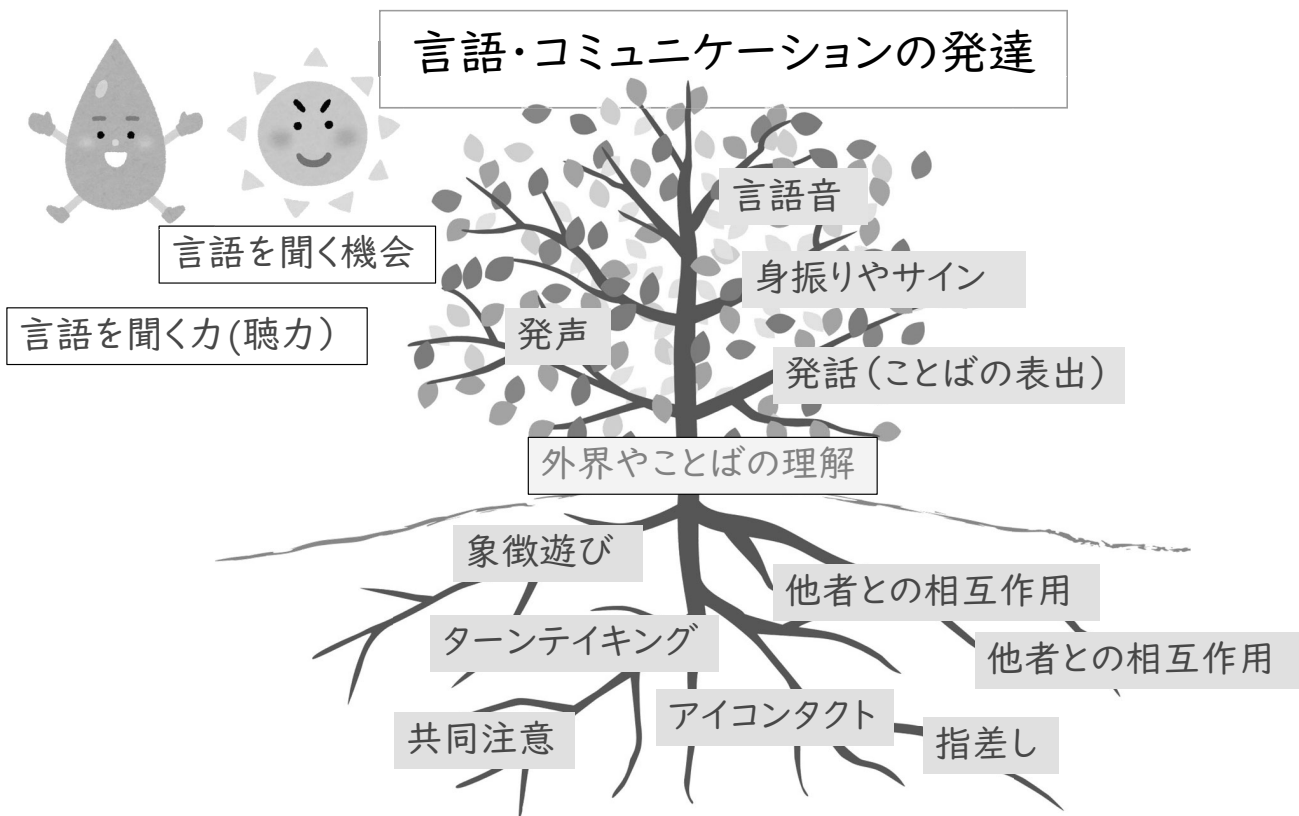 言語・コミュニケーションの発達
言語音
言語を聞く機会
身振りやサイン
言語を聞く力(聴力)
発声
発話(ことばの表出)
外界やことばの理解
象徴遊び
他者との相互作用
ターンテイキング
他者との相互作用
アイコンタクト
共同注意
指差し